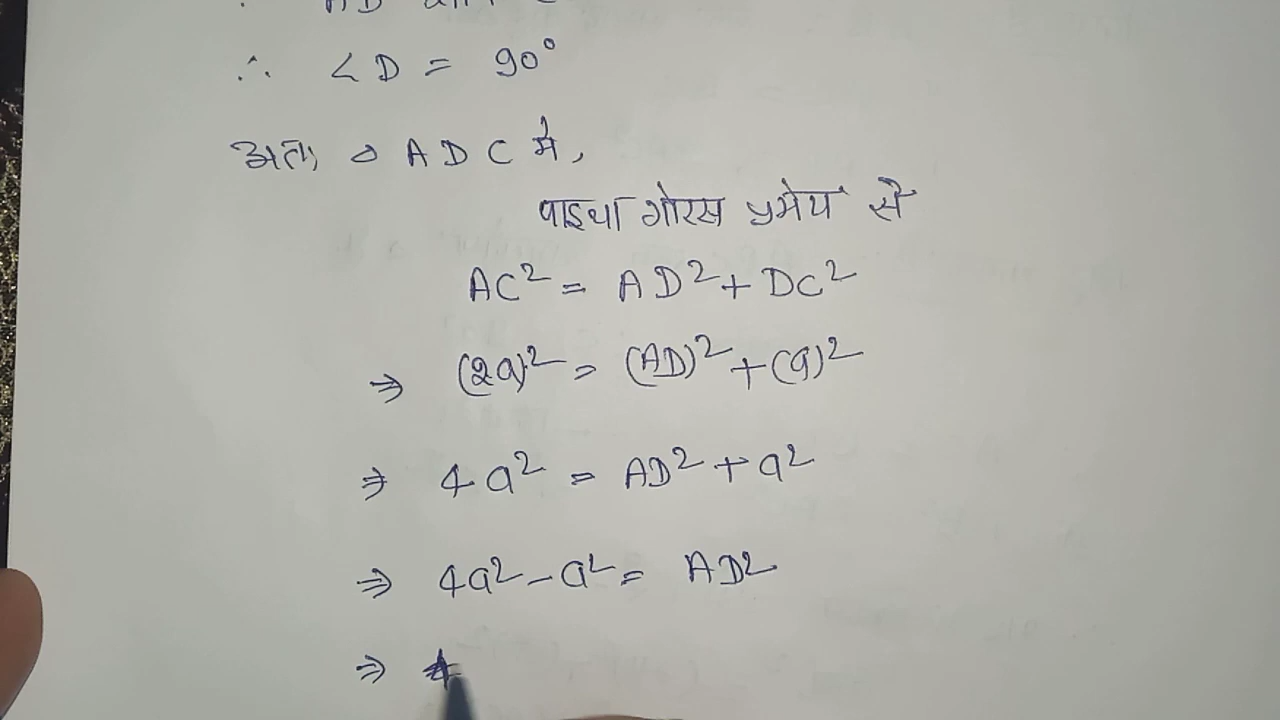 ∴ ∠D = 90°
अतः △ ADC में,
पाइथागोरस प्रमेय से
AC² = AD² + DC²
⇒ (2a)² = (AD)² + (a)²
⇒ 4a² = AD² + a²
⇒ 4a² - a² = AD²
⇒